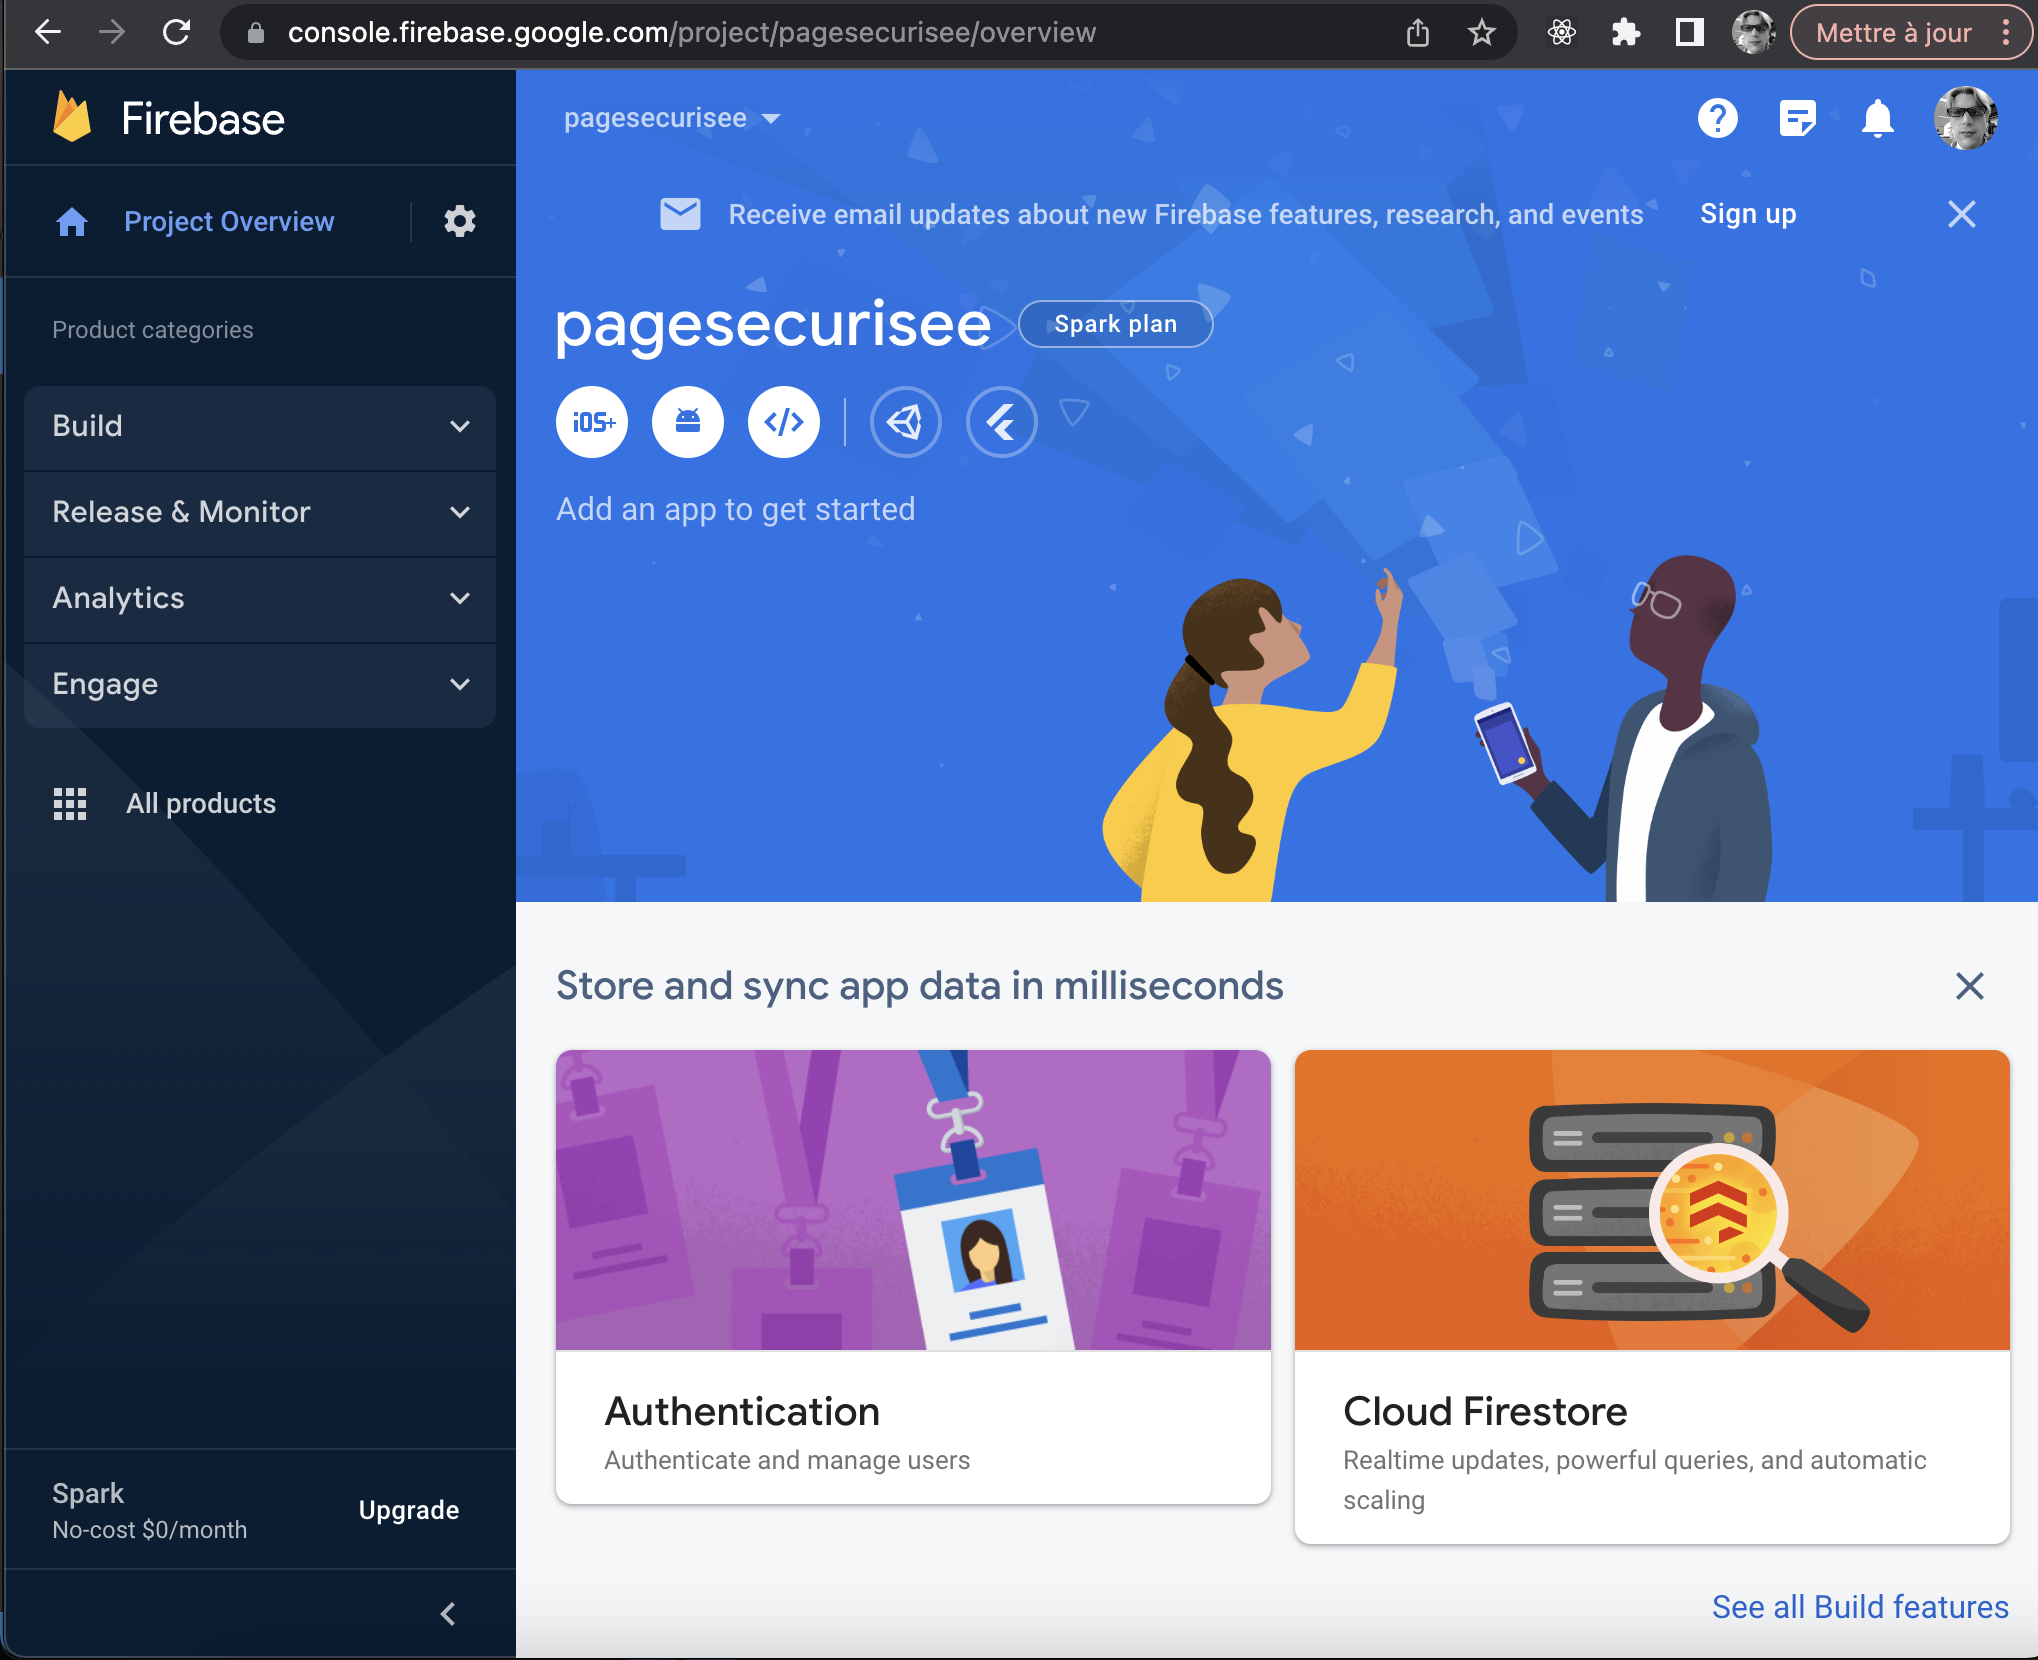 console.firebase.google.com/project/pagesecurisee/overview
Mettre à jour
Firebase
pagesecurisee
Project Overview
Receive email updates about new Firebase features, research, and events
Sign up
Product categories
pagesecurisee
Spark plan
iOS+
</>
Add an app to get started
Build
Release & Monitor
Analytics
Engage
All products
Store and sync app data in milliseconds
Authentication
Authenticate and manage users
Cloud Firestore
Realtime updates, powerful queries, and automatic
scaling
Spark
No-cost $0/month
Upgrade
See all Build features